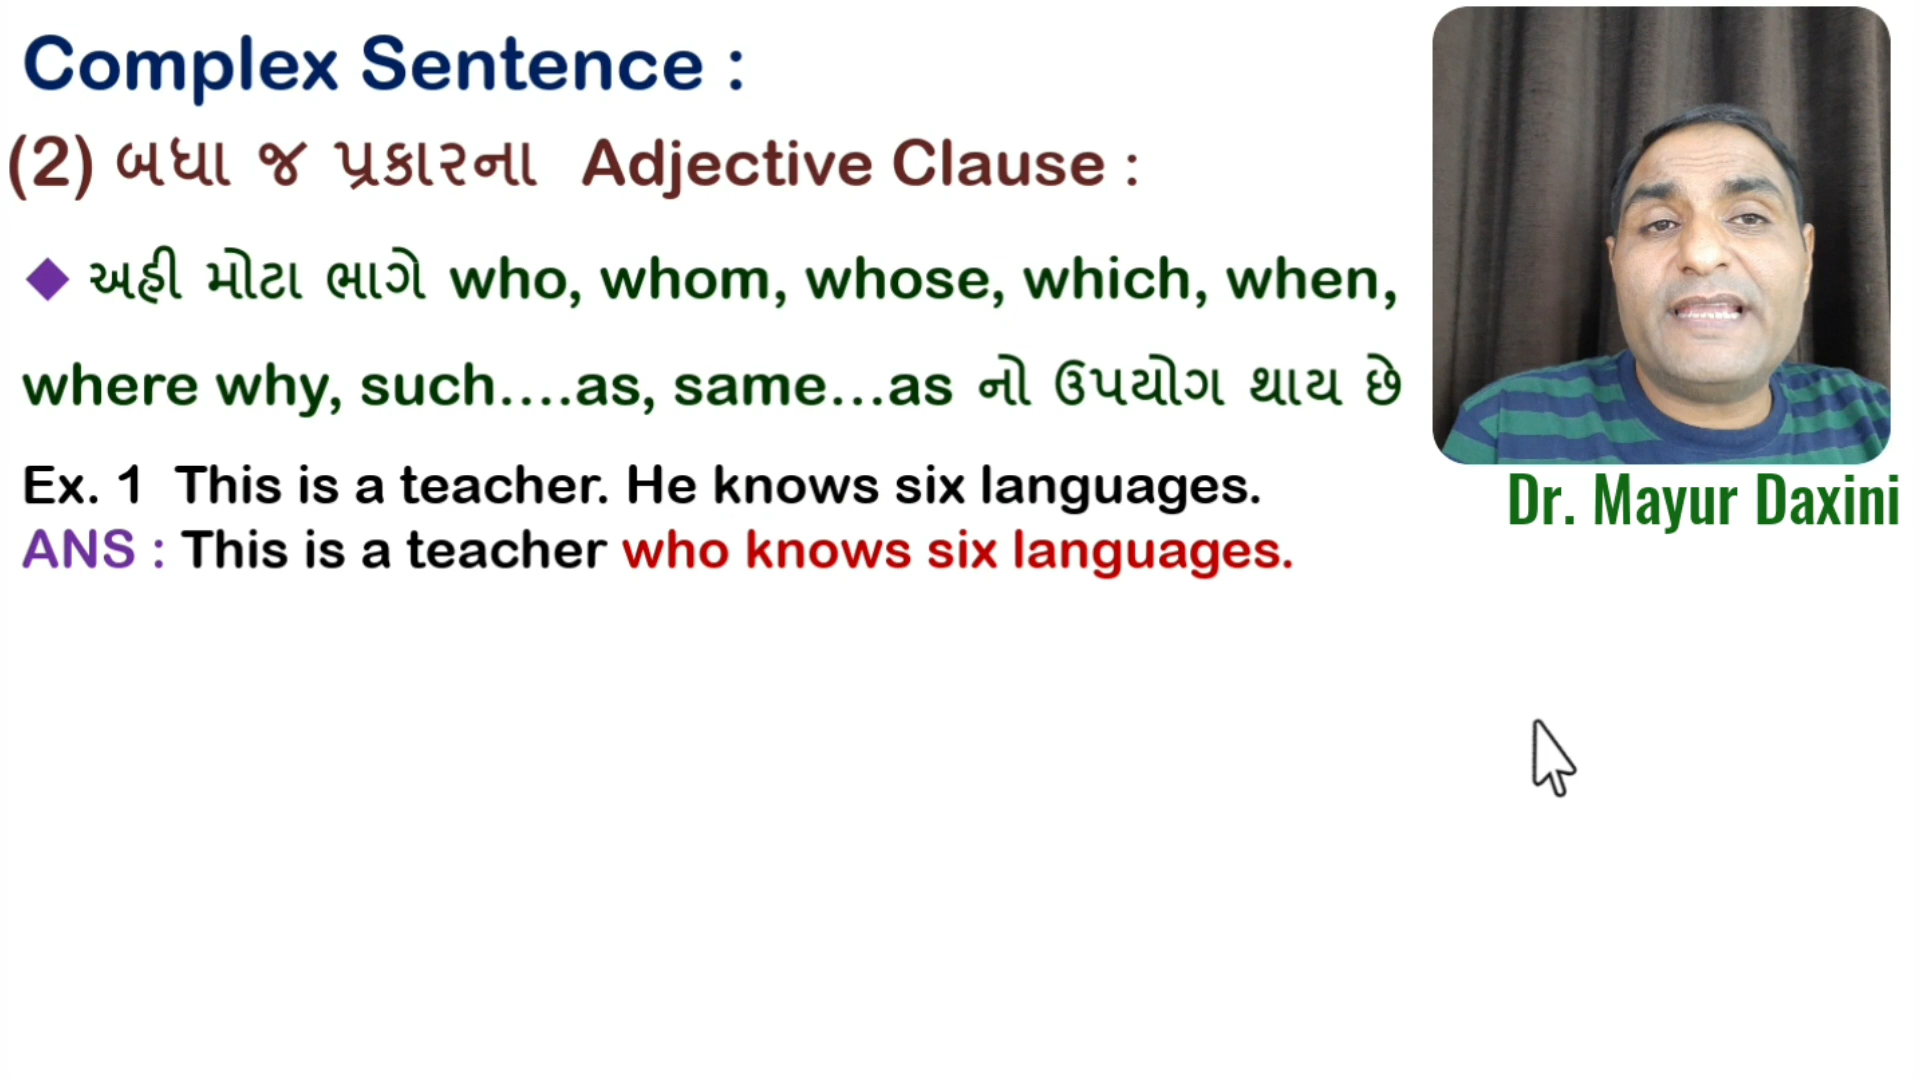 Complex Sentence :
(2) બધા જ પ્રકારના Adjective Clause :
◆ અહી મોટા ભાગે who, whom, whose, which, when,
where why, such....as, same...as નો ઉપયોગ થાય છે
Ex. 1 This is a teacher. He knows six languages.
ANS : This is a teacher who knows six languages.
Dr. Mayur Daxini